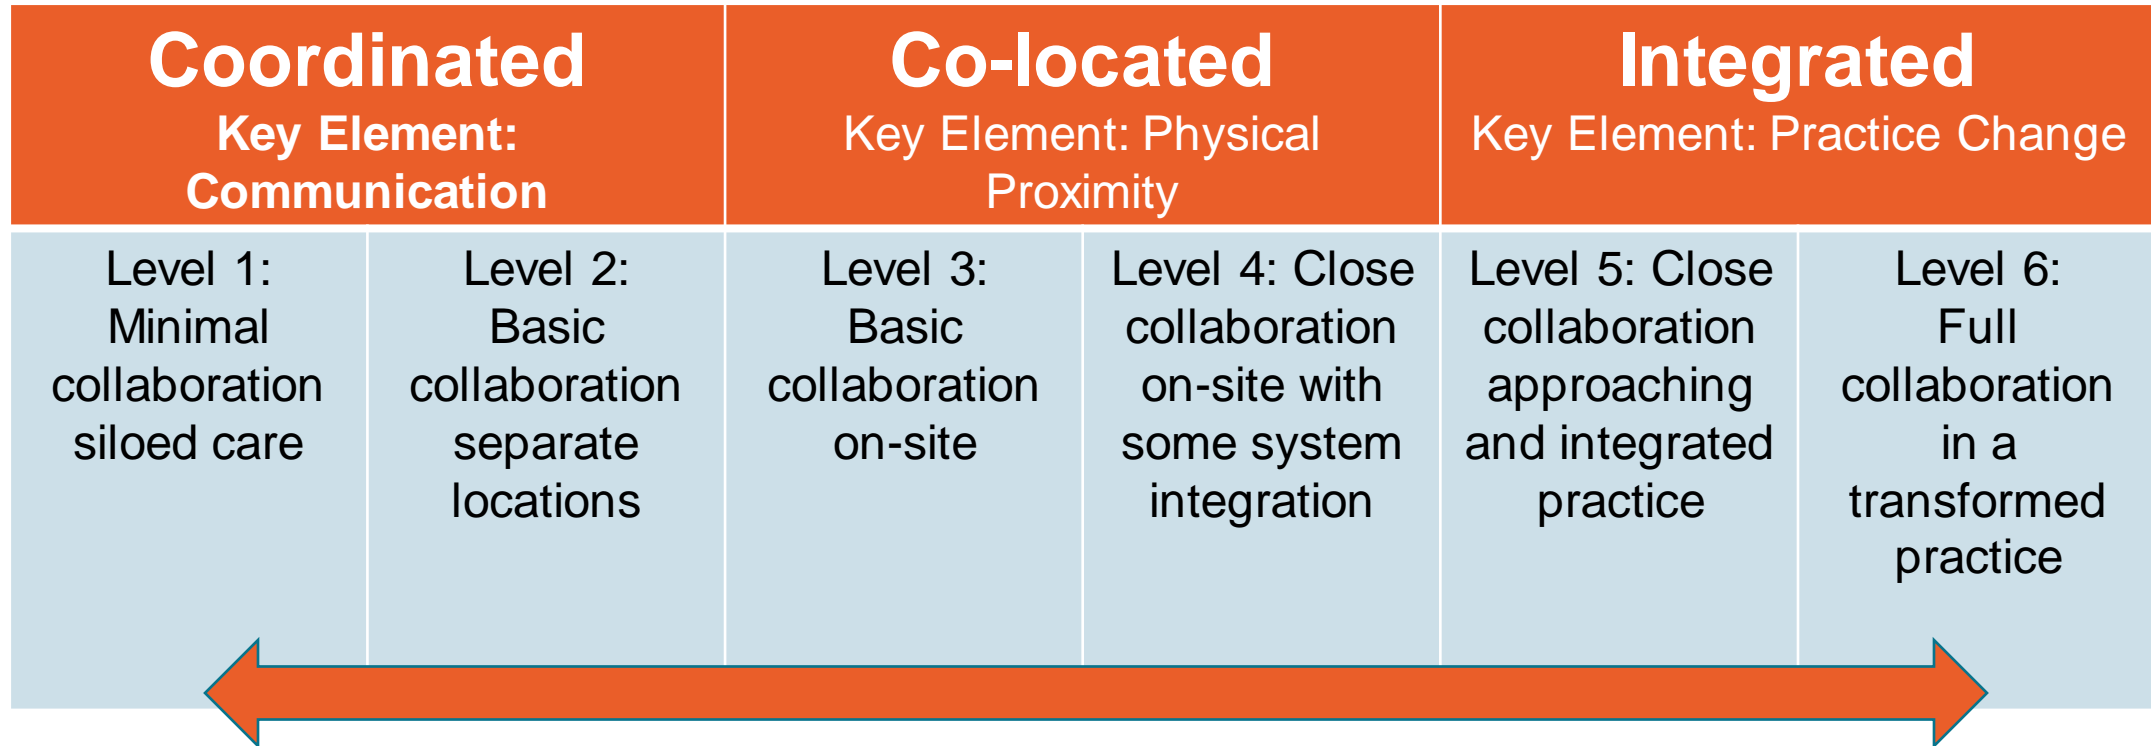 Coordinated
Key Element:
Communication
Co-located
Key Element: Physical
Proximity
Integrated
Key Element: Practice Change
Level 1:
Minimal
collaboration
siloed care
Level 2:
Basic
collaboration
separate
locations
Level 3:
Basic
collaboration
on-site
Level 4: Close
collaboration
on-site with
some system
integration
Level 5: Close
collaboration
approaching
and integrated
practice
Level 6:
Full
collaboration
in a
transformed
practice